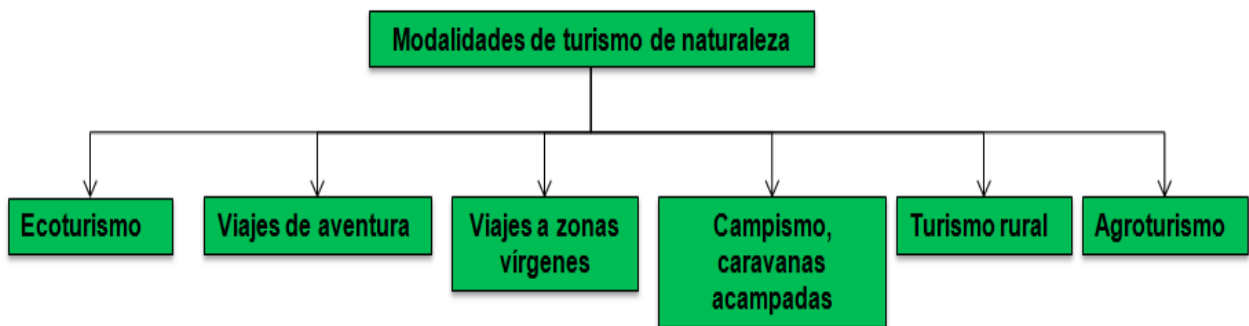 Modalidades de turismo de naturaleza
Ecoturismo
Viajes de aventura
Viajes a zonas
vírgenes
Campismo,
caravanas
acampadas
Turismo rural
Agroturismo